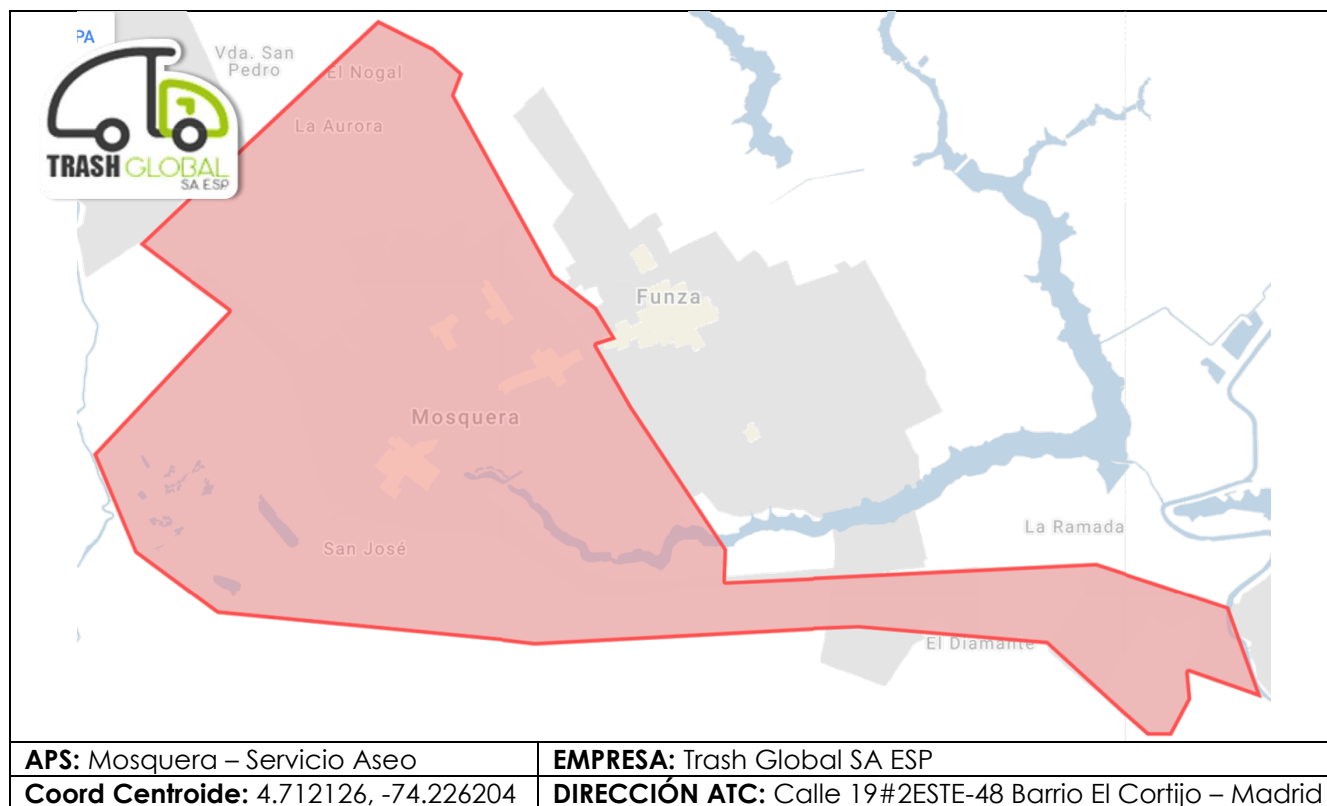 PA
Vda. San
Pedro
El Nogal
La Aurora
TRASH GLOBAL
SA ESP
Funza
Mosquera
San José
La Ramada
El Diamante
APS: Mosquera – Servicio Aseo
EMPRESA: Trash Global SA ESP
Coord Centroide: 4.712126, -74.226204
DIRECCIÓN ATC: Calle 19#2ESTE-48 Barrio El Cortijo – Madrid